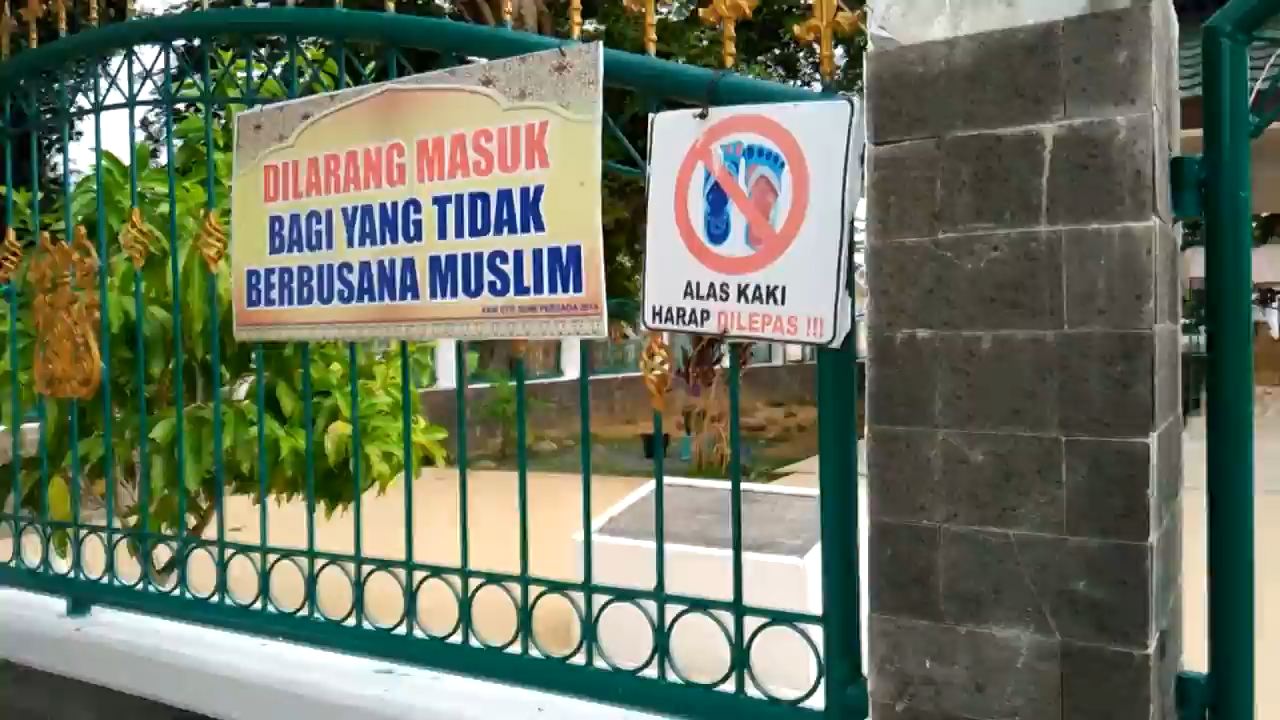 DILARANG MASUK
BAGI YANG TIDAK
BERBUSANA MUSLIM
ALAS KAKI
HARAP DILEPAS !!!